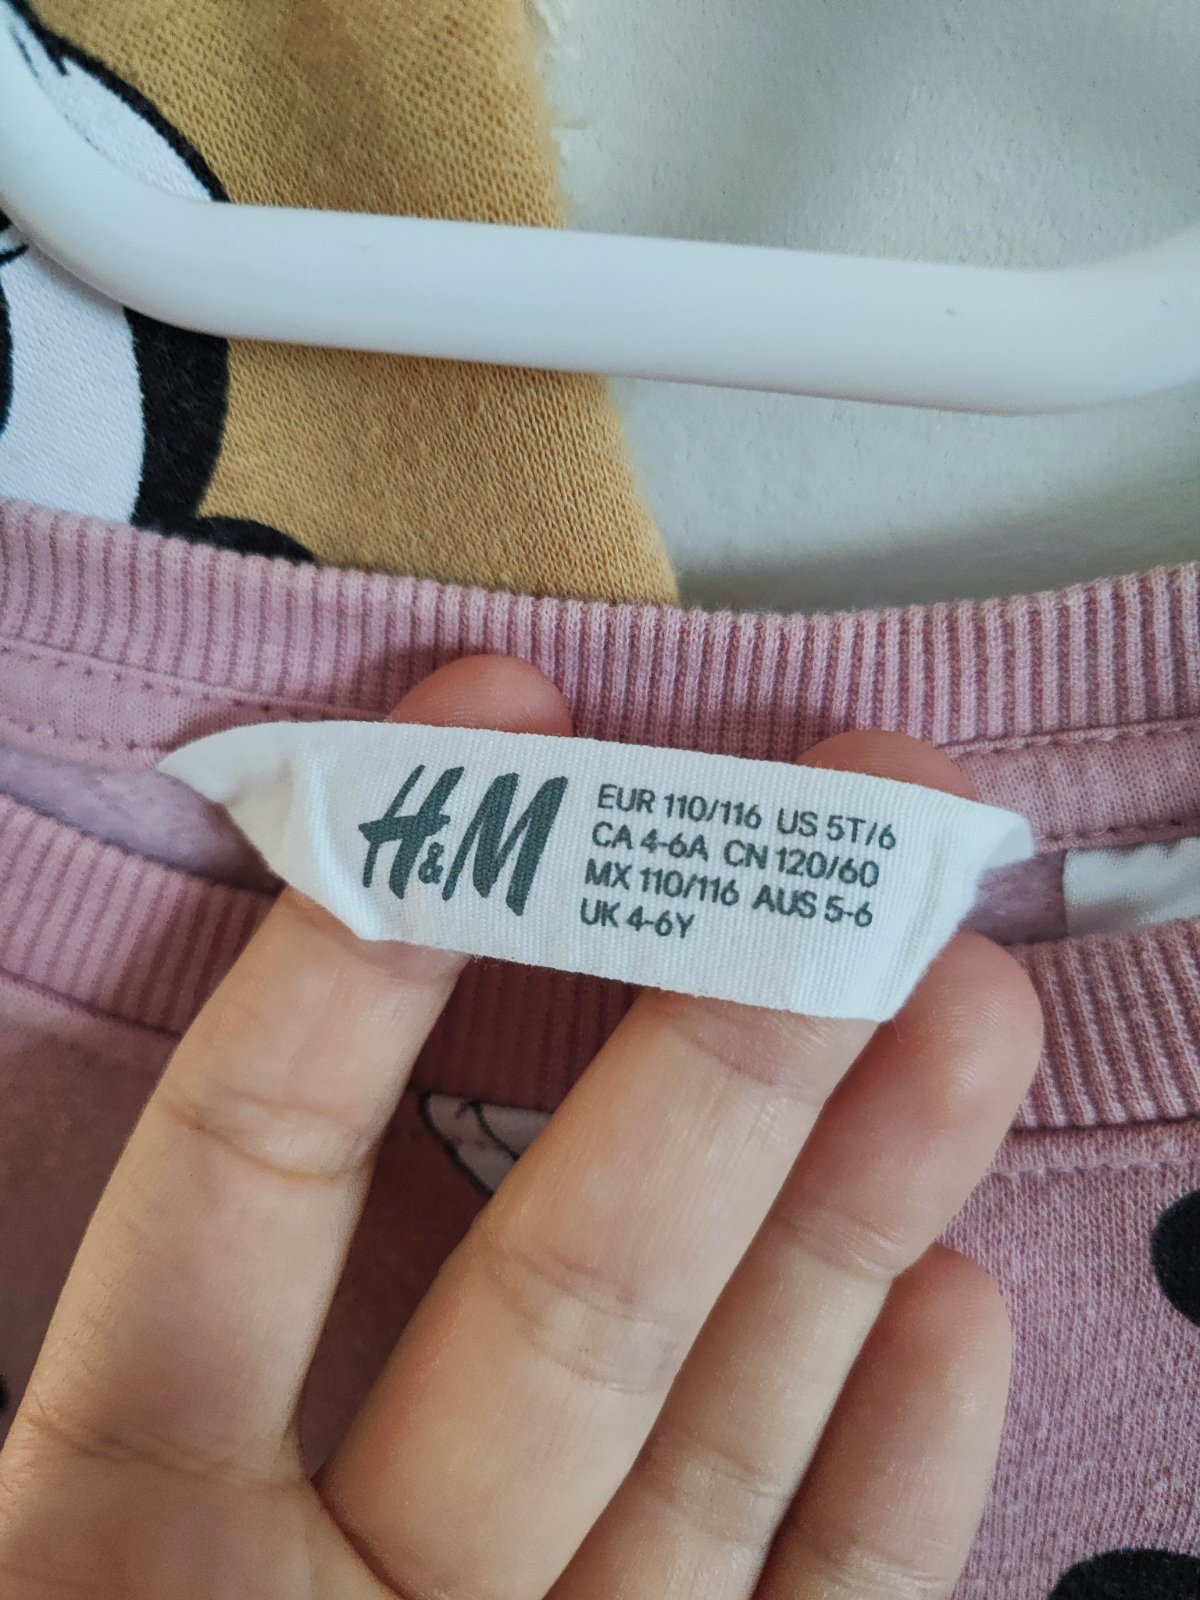 H&M
EUR 110/116 US 5T/6
CA 4-6A CN 120/60
MX 110/116 AUS 5-6
UK 4-6Y